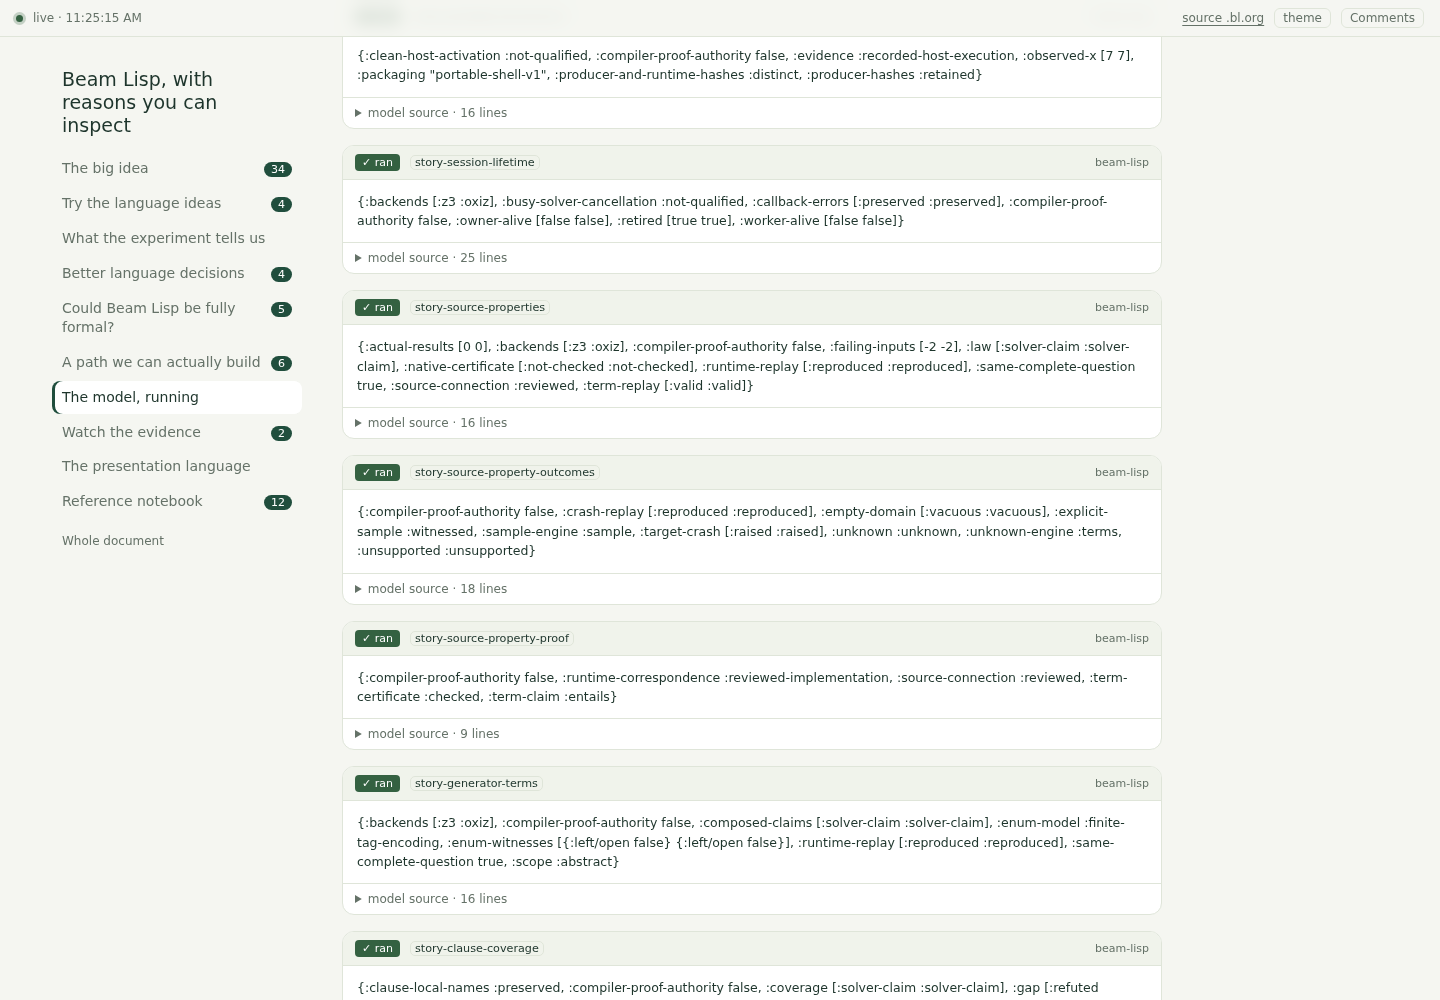 live · 11:25:15 AM
source .bl.org
theme
Comments
Beam Lisp, with
reasons you can
inspect
The big idea 34
Try the language ideas 4
What the experiment tells us
Better language decisions 4
Could Beam Lisp be fully
formal? 5
A path we can actually build 6
The model, running
Watch the evidence 2
The presentation language
Reference notebook 12
Whole document
{:clean-host-activation :not-qualified, :compiler-proof-authority false, :evidence :recorded-host-execution, :observed-x [7 7],
:packaging "portable-shell-v1", :producer-and-runtime-hashes :distinct, :producer-hashes :retained}
▶ model source · 16 lines
✓ ran story-session-lifetime beam-lisp
{:backends [:z3 :oxiz], :busy-solver-cancellation :not-qualified, :callback-errors [:preserved :preserved], :compiler-proof-
authority false, :owner-alive [false false], :retired [true true], :worker-alive [false false]}
▶ model source · 25 lines
✓ ran story-source-properties beam-lisp
{:actual-results [0 0], :backends [:z3 :oxiz], :compiler-proof-authority false, :failing-inputs [-2 -2], :law [:solver-claim :solver-
claim], :native-certificate [:not-checked :not-checked], :runtime-replay [:reproduced :reproduced], :same-complete-question
true, :source-connection :reviewed, :term-replay [:valid :valid]}
▶ model source · 16 lines
✓ ran story-source-property-outcomes beam-lisp
{:compiler-proof-authority false, :crash-replay [:reproduced :reproduced], :empty-domain [:vacuous :vacuous], :explicit-
sample :witnessed, :sample-engine :sample, :target-crash [:raised :raised], :unknown :unknown, :unknown-engine :terms,
:unsupported :unsupported}
▶ model source · 18 lines
✓ ran story-source-property-proof beam-lisp
{:compiler-proof-authority false, :runtime-correspondence :reviewed-implementation, :source-connection :reviewed, :term-
certificate :checked, :term-claim :entails}
▶ model source · 9 lines
✓ ran story-generator-terms beam-lisp
{:backends [:z3 :oxiz], :compiler-proof-authority false, :composed-claims [:solver-claim :solver-claim], :enum-model :finite-
tag-encoding, :enum-witnesses [{:left/open false} {:left/open false}], :runtime-replay [:reproduced :reproduced], :same-
complete-question true, :scope :abstract}
▶ model source · 16 lines
✓ ran story-clause-coverage beam-lisp
{:clause-local-names :preserved, :compiler-proof-authority false, :coverage [:solver-claim :solver-claim], :gap [:refuted